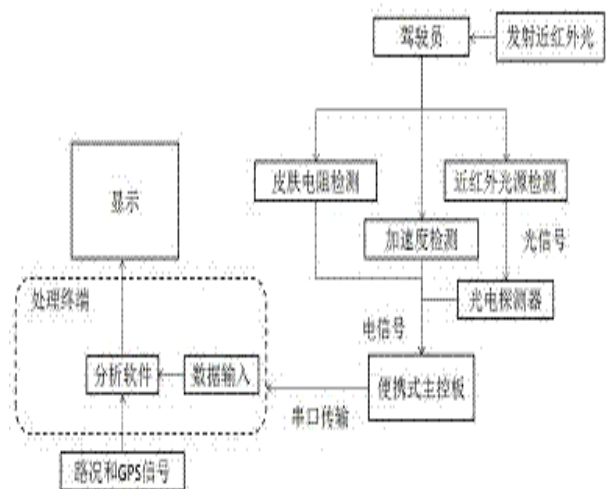 驾驶员
发射近红外光
皮肤电阻检测
近红外光源检测
显示
加速度检测
光信号
处理终端
光电探测器
电信号
分析软件
数据输入
便携式主控板
串口传输
路况和GPS信号